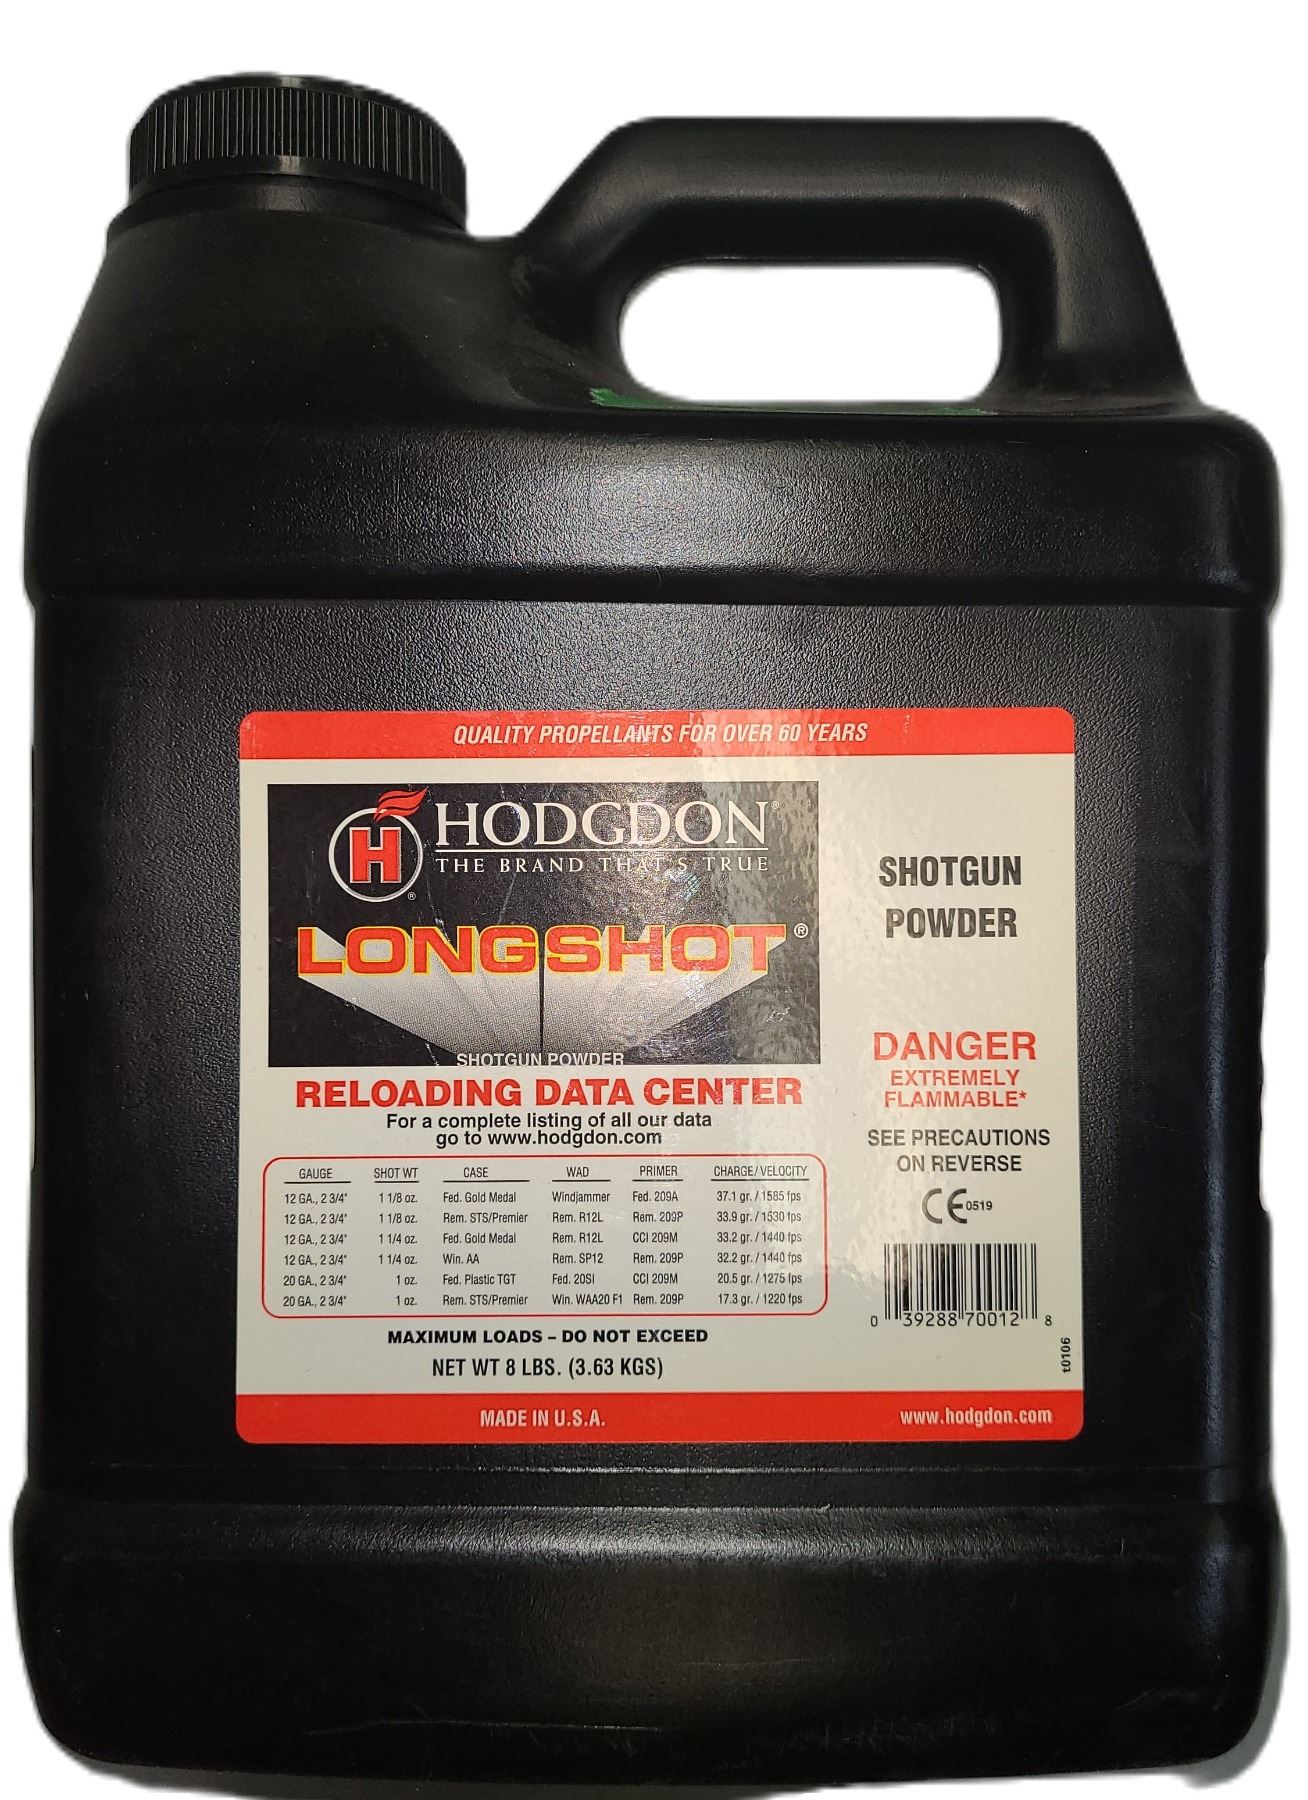 QUALITY PROPELLANTS FOR OVER 60 YEARS
H ®
HODGDON®
THE BRAND THAT'S TRUE
LONGSHOT®
SHOTGUN POWDER
SHOTGUN
POWDER
RELOADING DATA CENTER
For a complete listing of all our data
go to www.hodgdon.com
DANGER
EXTREMELY
FLAMMABLE*
SEE PRECAUTIONS
ON REVERSE
CE 0519
GAUGE SHOT WT CASE WAD PRIMER CHARGE/VELOCITY
12 GA., 2 3/4" 1 1/8 oz. Fed. Gold Medal Windjammer Fed. 209A 37.1 gr. / 1585 fps
12 GA., 2 3/4" 1 1/8 oz. Rem. STS/Premier Rem. R12L Rem. 209P 33.9 gr. / 1530 fps
12 GA., 2 3/4" 1 1/4 oz. Fed. Gold Medal Rem. R12L CCI 209M 33.2 gr. / 1440 fps
12 GA., 2 3/4" 1 1/4 oz. Win. AA Rem. SP12 Rem. 209P 32.2 gr. / 1440 fps
20 GA., 2 3/4" 1 oz. Fed. Plastic TGT Fed. 20SI CCI 209M 20.5 gr. / 1275 fps
20 GA., 2 3/4" 1 oz. Rem. STS/Premier Win. WAA20 F1 Rem. 209P 17.3 gr. / 1220 fps
0 39288 70012 8
t0106
MAXIMUM LOADS – DO NOT EXCEED
NET WT 8 LBS. (3.63 KGS)
MADE IN U.S.A.
www.hodgdon.com